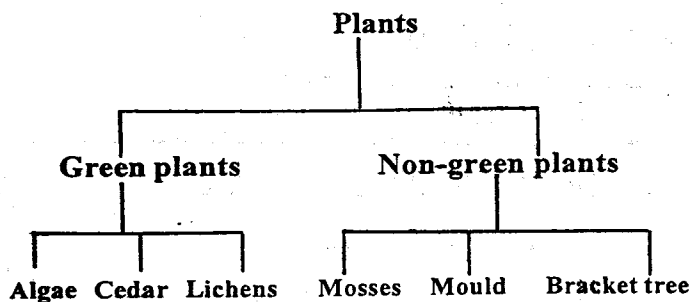 Plants
Green plants Non-green plants
Algae Cedar Lichens Mosses Mould Bracket tree